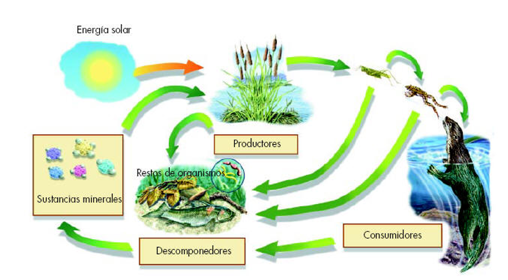 Energía solar
Productores
Restos de organismos
Sustancias minerales
Consumidores
Descomponedores